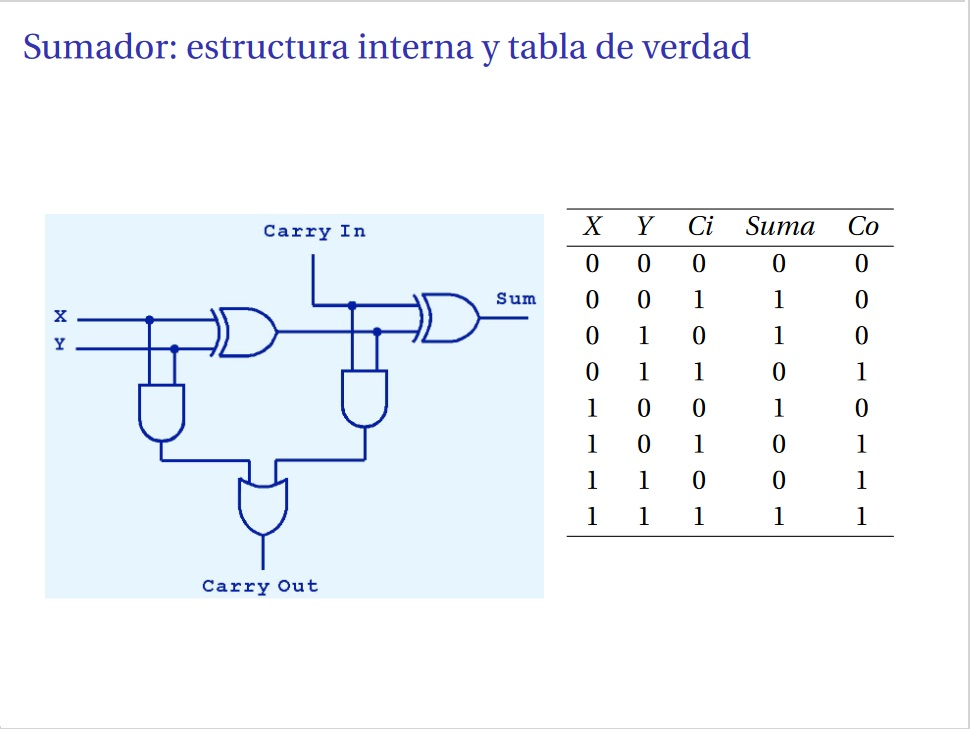 Sumador: estructura interna y tabla de verdad
Carry In
X
Y
Sum
Carry Out
X Y Ci Suma Co
0 0 0 0 0
0 0 1 1 0
0 1 0 1 0
0 1 1 0 1
1 0 0 1 0
1 0 1 0 1
1 1 0 0 1
1 1 1 1 1